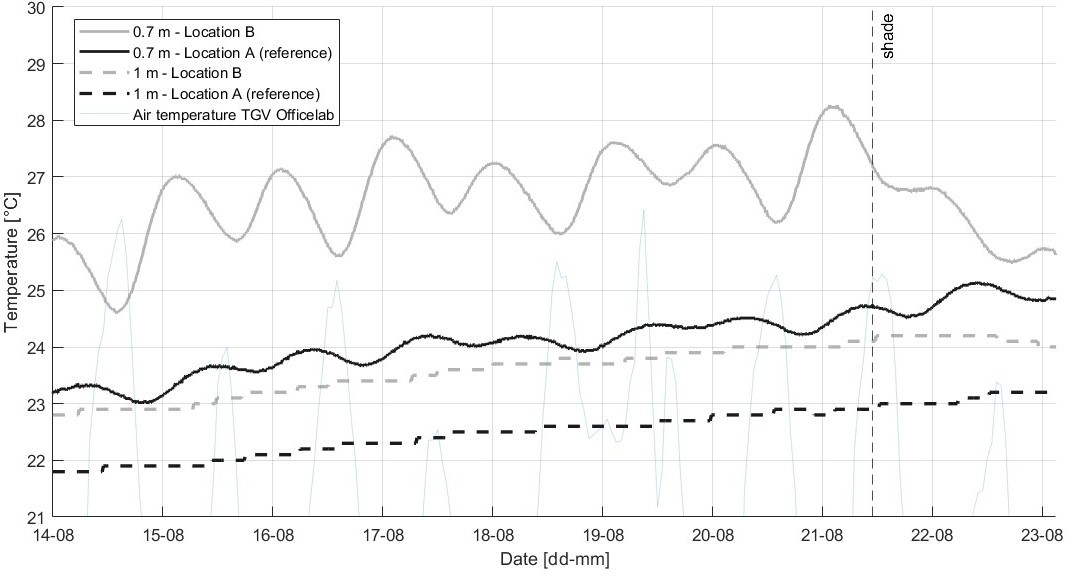 30
29
28
27
26
25
24
23
22
21
Temperature [°C]
0.7 m - Location B
0.7 m - Location A (reference)
1 m - Location B
1 m - Location A (reference)
Air temperature TGV Officelab
shade
14-08 15-08 16-08 17-08 18-08 19-08 20-08 21-08 22-08 23-08
Date [dd-mm]